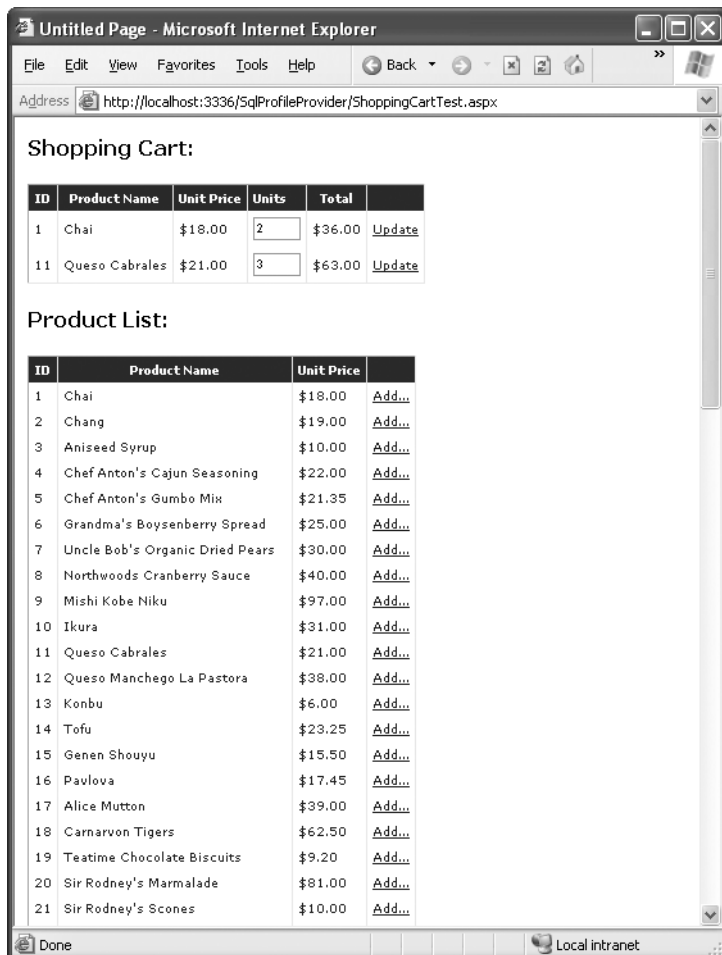 Untitled Page - Microsoft Internet Explorer
File Edit View Favorites Tools Help Back »
Address http://localhost:3336/SqlProfileProvider/ShoppingCartTest.aspx
Shopping Cart:
ID Product Name Unit Price Units Total
1 Chai $18.00 2 $36.00 Update
11 Queso Cabrales $21.00 3 $63.00 Update
Product List:
ID Product Name Unit Price
1 Chai $18.00 Add...
2 Chang $19.00 Add...
3 Aniseed Syrup $10.00 Add...
4 Chef Anton's Cajun Seasoning $22.00 Add...
5 Chef Anton's Gumbo Mix $21.35 Add...
6 Grandma's Boysenberry Spread $25.00 Add...
7 Uncle Bob's Organic Dried Pears $30.00 Add...
8 Northwoods Cranberry Sauce $40.00 Add...
9 Mishi Kobe Niku $97.00 Add...
10 Ikura $31.00 Add...
11 Queso Cabrales $21.00 Add...
12 Queso Manchego La Pastora $38.00 Add...
13 Konbu $6.00 Add...
14 Tofu $23.25 Add...
15 Genen Shouyu $15.50 Add...
16 Pavlova $17.45 Add...
17 Alice Mutton $39.00 Add...
18 Carnarvon Tigers $62.50 Add...
19 Teatime Chocolate Biscuits $9.20 Add...
20 Sir Rodney's Marmalade $81.00 Add...
21 Sir Rodney's Scones $10.00 Add...
Done Local intranet